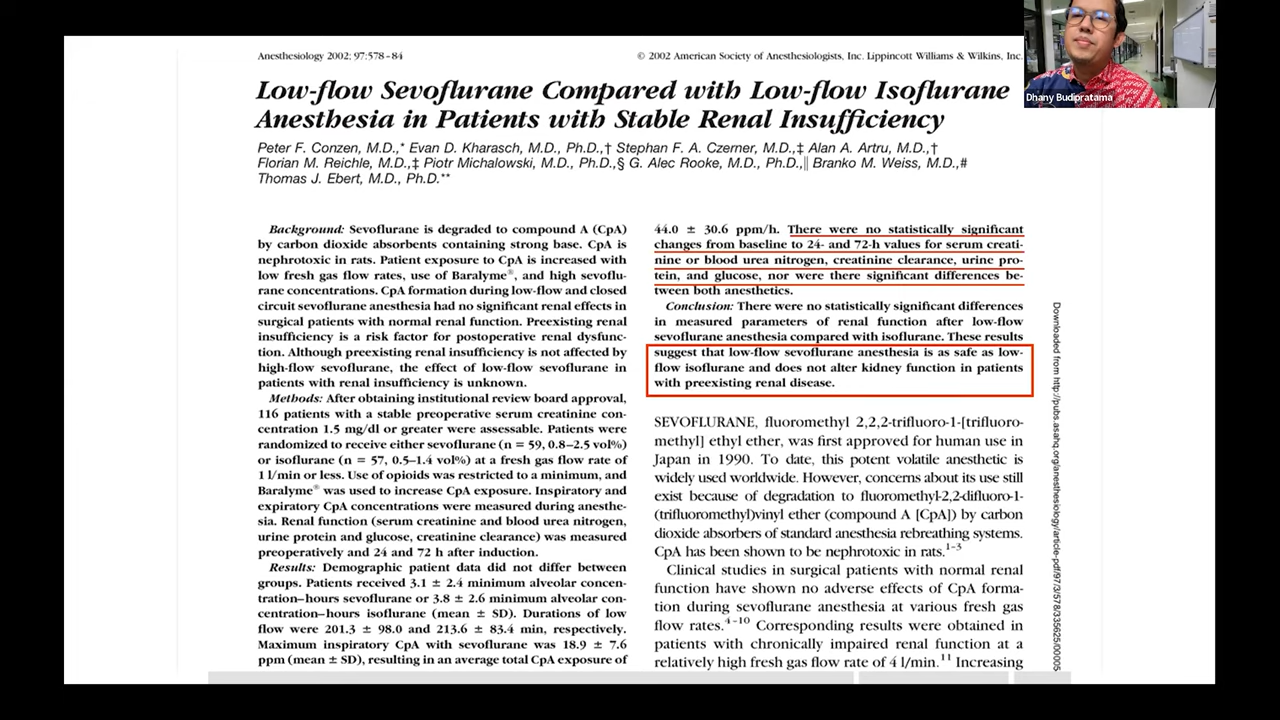 Anesthesiology 2002; 97:578–84
© 2002 American Society of Anesthesiologists, Inc. Lippincott Williams & Wilkins, Inc.
Low-flow Sevoflurane Compared with Low-flow Isoflurane
Anesthesia in Patients with Stable Renal Insufficiency
Peter F. Conzen, M.D.,* Evan D. Kharasch, M.D., Ph.D.,† Stephan F. A. Czerner, M.D.,‡ Alan A. Artru, M.D.,†
Florian M. Reichle, M.D.,‡ Piotr Michalowski, M.D., Ph.D.,§ G. Alec Rooke, M.D., Ph.D.,‖ Branko M. Weiss, M.D.,#
Thomas J. Ebert, M.D., Ph.D.**
Background: Sevoflurane is degraded to compound A (CpA)
by carbon dioxide absorbents containing strong base. CpA is
nephrotoxic in rats. Patient exposure to CpA is increased with
low fresh gas flow rates, use of Baralyme®, and high sevoflu-
rane concentrations. CpA formation during low-flow and closed
circuit sevoflurane anesthesia had no significant renal effects in
surgical patients with normal renal function. Preexisting renal
insufficiency is a risk factor for postoperative renal dysfunc-
tion. Although preexisting renal insufficiency is not affected by
high-flow sevoflurane, the effect of low-flow sevoflurane in
patients with renal insufficiency is unknown.
Methods: After obtaining institutional review board approval,
116 patients with a stable preoperative serum creatinine con-
centration 1.5 mg/dl or greater were assessable. Patients were
randomized to receive either sevoflurane (n = 59, 0.8–2.5 vol%)
or isoflurane (n = 57, 0.5–1.4 vol%) at a fresh gas flow rate of
1 l/min or less. Use of opioids was restricted to a minimum, and
Baralyme® was used to increase CpA exposure. Inspiratory and
expiratory CpA concentrations were measured during anesthe-
sia. Renal function (serum creatinine and blood urea nitrogen,
urine protein and glucose, creatinine clearance) was measured
preoperatively and 24 and 72 h after induction.
Results: Demographic patient data did not differ between
groups. Patients received 3.1 ± 2.4 minimum alveolar concen-
tration–hours sevoflurane or 3.8 ± 2.6 minimum alveolar con-
centration–hours isoflurane (mean ± SD). Durations of low
flow were 201.3 ± 98.0 and 213.6 ± 83.4 min, respectively.
Maximum inspiratory CpA with sevoflurane was 18.9 ± 7.6
ppm (mean ± SD), resulting in an average total CpA exposure of
44.0 ± 30.6 ppm/h. There were no statistically significant
changes from baseline to 24- and 72-h values for serum creati-
nine or blood urea nitrogen, creatinine clearance, urine pro-
tein, and glucose, nor were there significant differences be-
tween both anesthetics.
Conclusion: There were no statistically significant differences
in measured parameters of renal function after low-flow
sevoflurane anesthesia compared with isoflurane. These results
suggest that low-flow sevoflurane anesthesia is as safe as low-
flow isoflurane and does not alter kidney function in patients
with preexisting renal disease.
SEVOFLURANE, fluoromethyl 2,2,2-trifluoro-1-[trifluoro-
methyl] ethyl ether, was first approved for human use in
Japan in 1990. To date, this potent volatile anesthetic is
widely used worldwide. However, concerns about its use still
exist because of degradation to fluoromethyl-2,2-difluoro-1-
(trifluoromethyl)vinyl ether (compound A [CpA]) by carbon
dioxide absorbers of standard anesthesia rebreathing systems.
CpA has been shown to be nephrotoxic in rats.1–3
Clinical studies in surgical patients with normal renal
function have shown no adverse effects of CpA forma-
tion during sevoflurane anesthesia at various fresh gas
flow rates.4–10 Corresponding results were obtained in
patients with chronically impaired renal function at a
relatively high fresh gas flow rate of 4 l/min.11 Increasing
Downloaded from http://pubs.asahq.org/anesthesiology/article-pdf/97/3/578/335625/00005
Dhany Budipratama